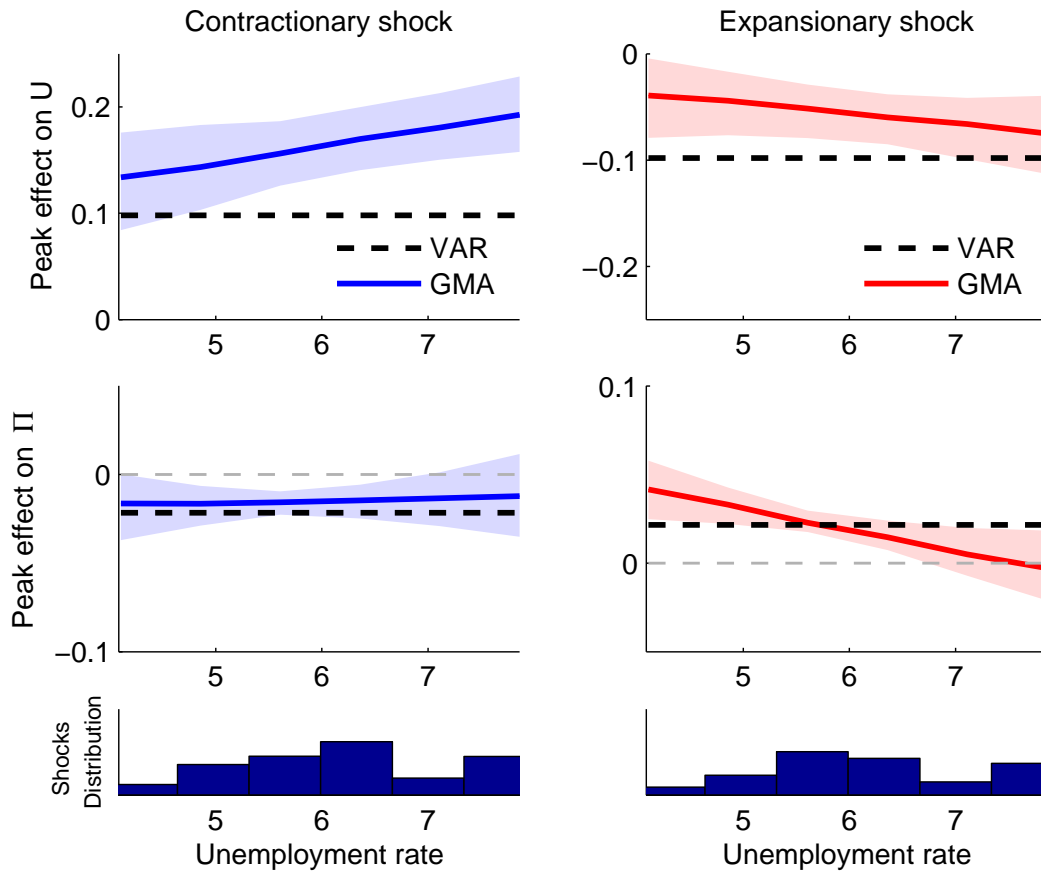 Contractionary shock
Expansionary shock
Peak effect on U
0.2
0.1
0
VAR
GMA
5 6 7
0
−0.1
−0.2
VAR
GMA
5 6 7
Peak effect on Π
0
−0.1
5 6 7
0.1
0
5 6 7
Shocks
Distribution
5 6 7
Unemployment rate
5 6 7
Unemployment rate